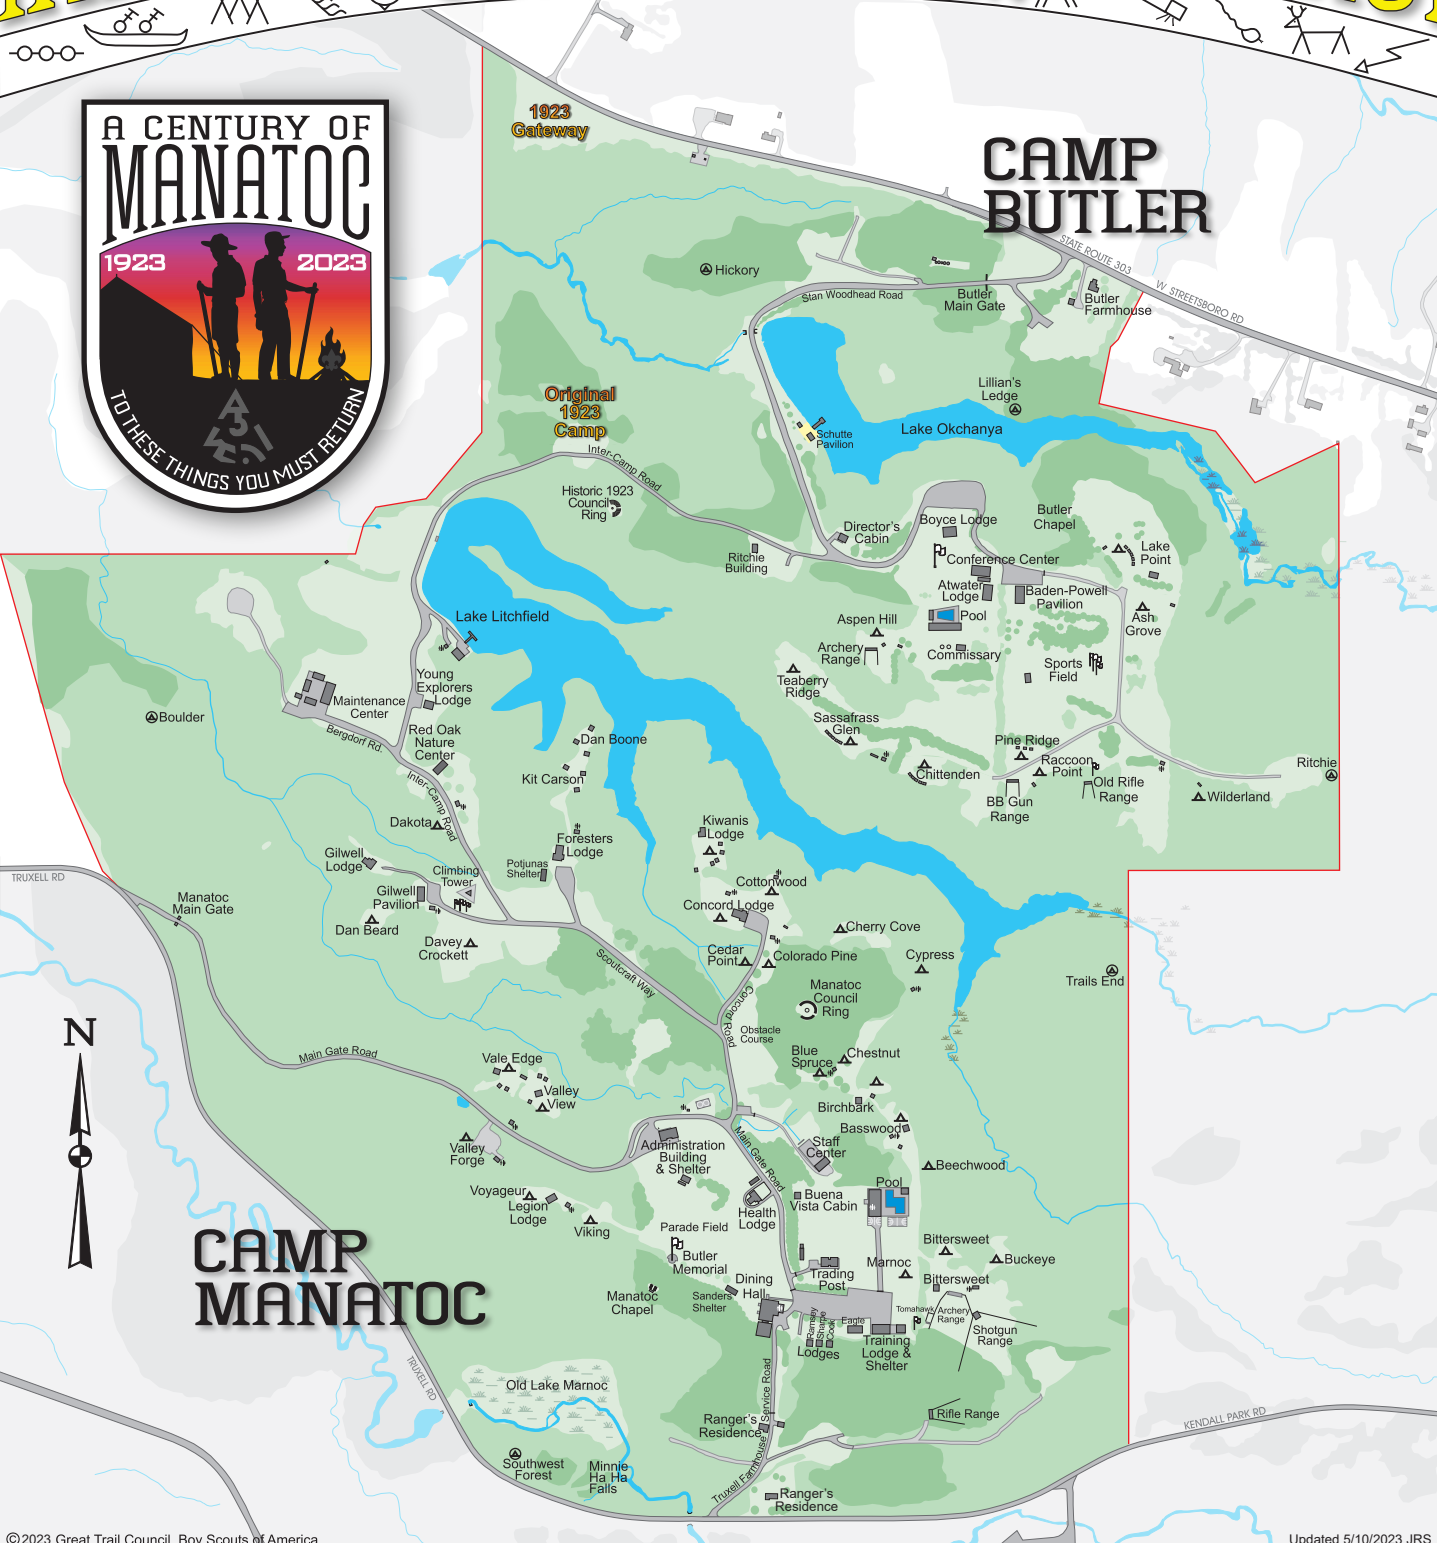 A CENTURY OF
MANATOC
1923
2023
TO THESE THINGS YOU MUST RETURN
1923
Gateway
CAMP
BUTLER
STATE ROUTE 303
W STREETSBORO RD
Hickory
Stan Woodhead Road
Butler
Main Gate
Butler
Farmhouse
Lillian's
Ledge
Original
1923
Camp
Lake Okchanya
Schutte
Pavilion
Inter-Camp Road
Historic 1923
Council
Ring
Ritchie
Building
Director's
Cabin
Boyce Lodge
Butler
Chapel
Conference Center
Lake
Point
Atwater
Lodge
Baden-Powell
Pavilion
Pool
Ash
Grove
Aspen Hill
Archery
Range
Commissary
Sports
Field
Teaberry
Ridge
Sassafrass
Glen
Pine Ridge
Raccoon
Point
Chittenden
Old Rifle
Range
BB Gun
Range
Wilderland
Ritchie
Lake Litchfield
Young
Explorers
Lodge
Maintenance
Center
Bergdorf Rd.
Red Oak
Nature
Center
Boulder
Dan Boone
Kit Carson
Inter-Camp Road
Dakota
Kiwanis
Lodge
Foresters
Lodge
Potjunas
Shelter
Gilwell
Lodge
Climbing
Tower
Gilwell
Pavilion
Dan Beard
Davey
Crockett
TRUXELL RD
Manatoc
Main Gate
Cottonwood
Concord Lodge
Cherry Cove
Cedar
Point
Colorado Pine
Cypress
Scoutcraft Way
Concord Road
Manatoc
Council
Ring
Trails End
Obstacle
Course
Blue
Spruce
Chestnut
N
Main Gate Road
Vale Edge
Valley
View
Birchbark
Basswood
Valley
Forge
Administration
Building
& Shelter
Main Gate Road
Staff
Center
Beechwood
Pool
Voyageur
Legion
Lodge
Viking
Health
Lodge
Buena
Vista Cabin
Parade Field
Butler
Memorial
Bittersweet
Buckeye
Marnoc
Trading
Post
Bittersweet
Manatoc
Chapel
Sanders
Shelter
Dining
Hall
Tomahawk
Archery
Range
Shotgun
Range
Ramsey
Sharpe
Cook
Eagle
Lodges
Training
Lodge &
Shelter
CAMP
MANATOC
TRUXELL RD
Old Lake Marnoc
Service Road
Ranger's
Residence
Rifle Range
KENDALL PARK RD
Southwest
Forest
Minnie
Ha Ha
Falls
Truxell Farmhouse
Ranger's
Residence
©2023 Great Trail Council, Boy Scouts of America
Updated 5/10/2023 JRS